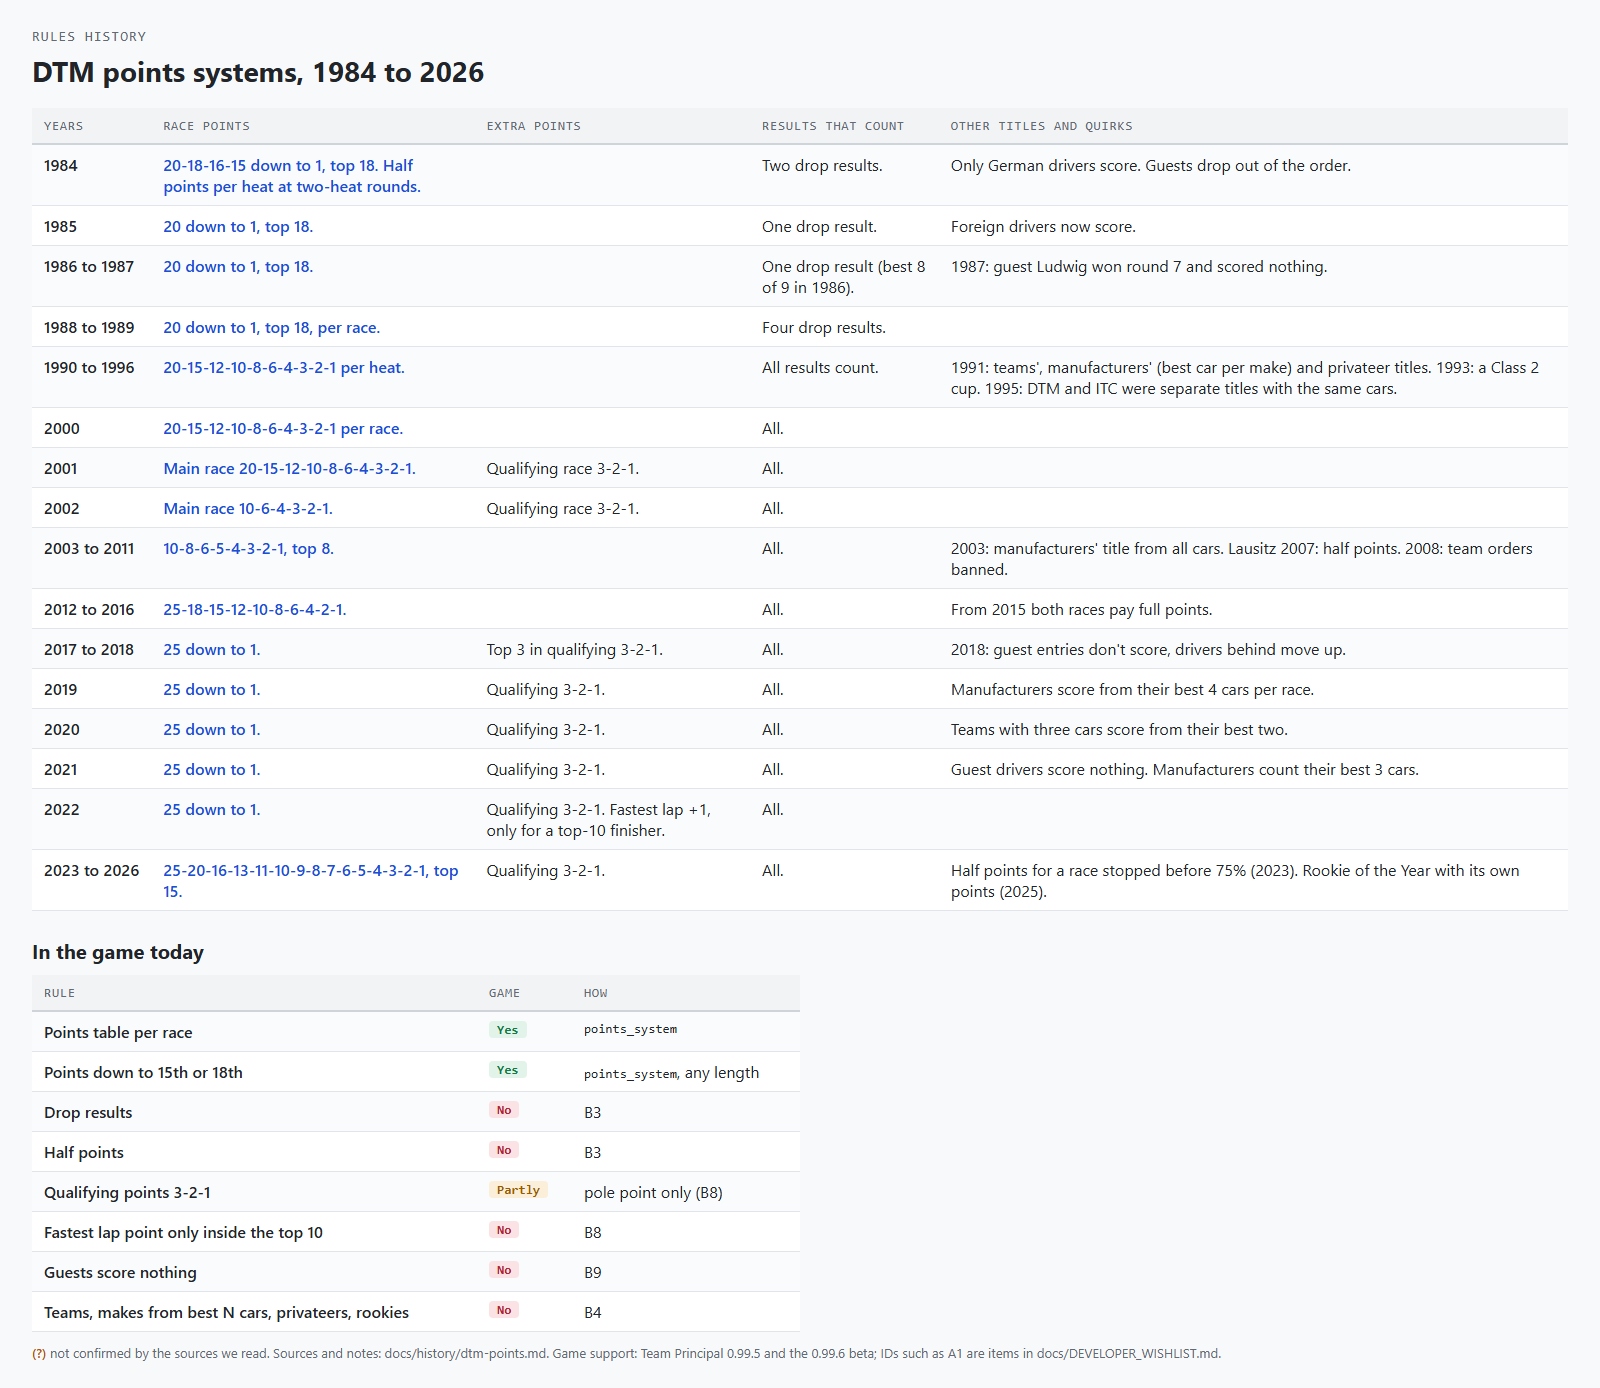 RULES HISTORY
DTM points systems, 1984 to 2026
YEARS RACE POINTS EXTRA POINTS RESULTS THAT COUNT OTHER TITLES AND QUIRKS
1984 20-18-16-15 down to 1, top 18. Half Two drop results. Only German drivers score. Guests drop out of the order.
points per heat at two-heat rounds.
1985 20 down to 1, top 18. One drop result. Foreign drivers now score.
1986 to 1987 20 down to 1, top 18. One drop result (best 8 1987: guest Ludwig won round 7 and scored nothing.
of 9 in 1986).
1988 to 1989 20 down to 1, top 18, per race. Four drop results.
1990 to 1996 20-15-12-10-8-6-4-3-2-1 per heat. All results count. 1991: teams', manufacturers' (best car per make) and privateer titles. 1993: a Class 2
cup. 1995: DTM and ITC were separate titles with the same cars.
2000 20-15-12-10-8-6-4-3-2-1 per race. All.
2001 Main race 20-15-12-10-8-6-4-3-2-1. Qualifying race 3-2-1. All.
2002 Main race 10-6-4-3-2-1. Qualifying race 3-2-1. All.
2003 to 2011 10-8-6-5-4-3-2-1, top 8. All. 2003: manufacturers' title from all cars. Lausitz 2007: half points. 2008: team orders
banned.
2012 to 2016 25-18-15-12-10-8-6-4-2-1. All. From 2015 both races pay full points.
2017 to 2018 25 down to 1. Top 3 in qualifying 3-2-1. All. 2018: guest entries don't score, drivers behind move up.
2019 25 down to 1. Qualifying 3-2-1. All. Manufacturers score from their best 4 cars per race.
2020 25 down to 1. Qualifying 3-2-1. All. Teams with three cars score from their best two.
2021 25 down to 1. Qualifying 3-2-1. All. Guest drivers score nothing. Manufacturers count their best 3 cars.
2022 25 down to 1. Qualifying 3-2-1. Fastest lap +1, All.
only for a top-10 finisher.
2023 to 2026 25-20-16-13-11-10-9-8-7-6-5-4-3-2-1, top Qualifying 3-2-1. All. Half points for a race stopped before 75% (2023). Rookie of the Year with its own
15. points (2025).
In the game today
RULE GAME HOW
Points table per race Yes points_system
Points down to 15th or 18th Yes points_system, any length
Drop results No B3
Half points No B3
Qualifying points 3-2-1 Partly pole point only (B8)
Fastest lap point only inside the top 10 No B8
Guests score nothing No B9
Teams, makes from best N cars, privateers, rookies No B4
(?) not confirmed by the sources we read. Sources and notes: docs/history/dtm-points.md. Game support: Team Principal 0.99.5 and the 0.99.6 beta; IDs such as A1 are items in docs/DEVELOPER_WISHLIST.md.